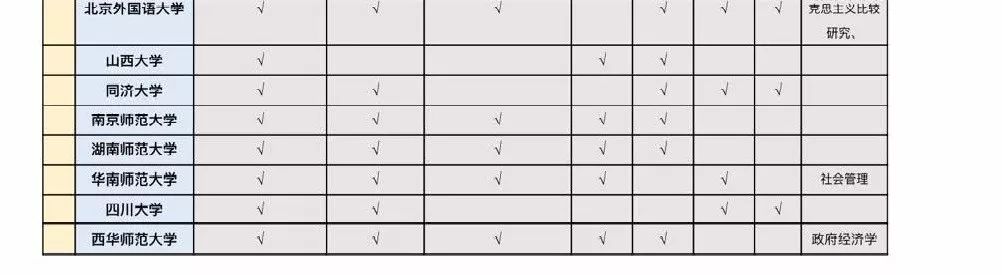 北京外国语大学 √ √ √ √ √ √ 克思主义比较
研究、
山西大学 √ √ √
同济大学 √ √ √ √ √
南京师范大学 √ √ √ √ √
湖南师范大学 √ √ √ √ √
华南师范大学 √ √ √ √ √ 社会管理
四川大学 √ √ √ √
西华师范大学 √ √ √ √ √ 政府经济学